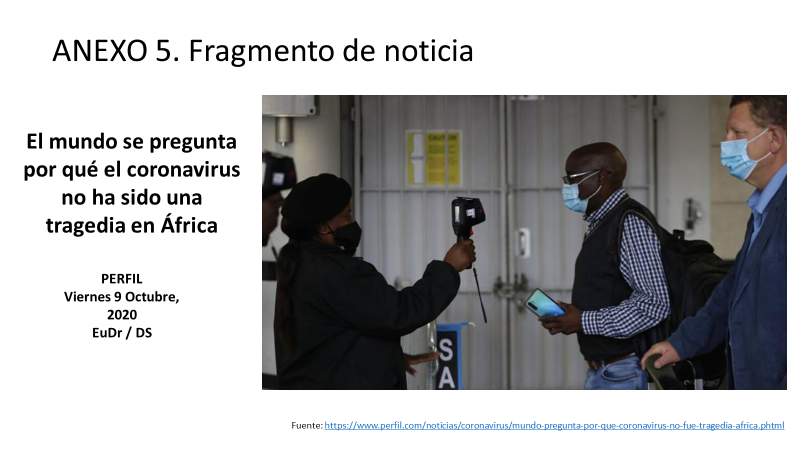 ANEXO 5. Fragmento de noticia
El mundo se pregunta
por qué el coronavirus
no ha sido una
tragedia en África
PERFIL
Viernes 9 Octubre,
2020
EuDr / DS
CAUTION
S
A
Fuente: https://www.perfil.com/noticias/coronavirus/mundo-pregunta-por-que-coronavirus-no-fue-tragedia-africa.phtml